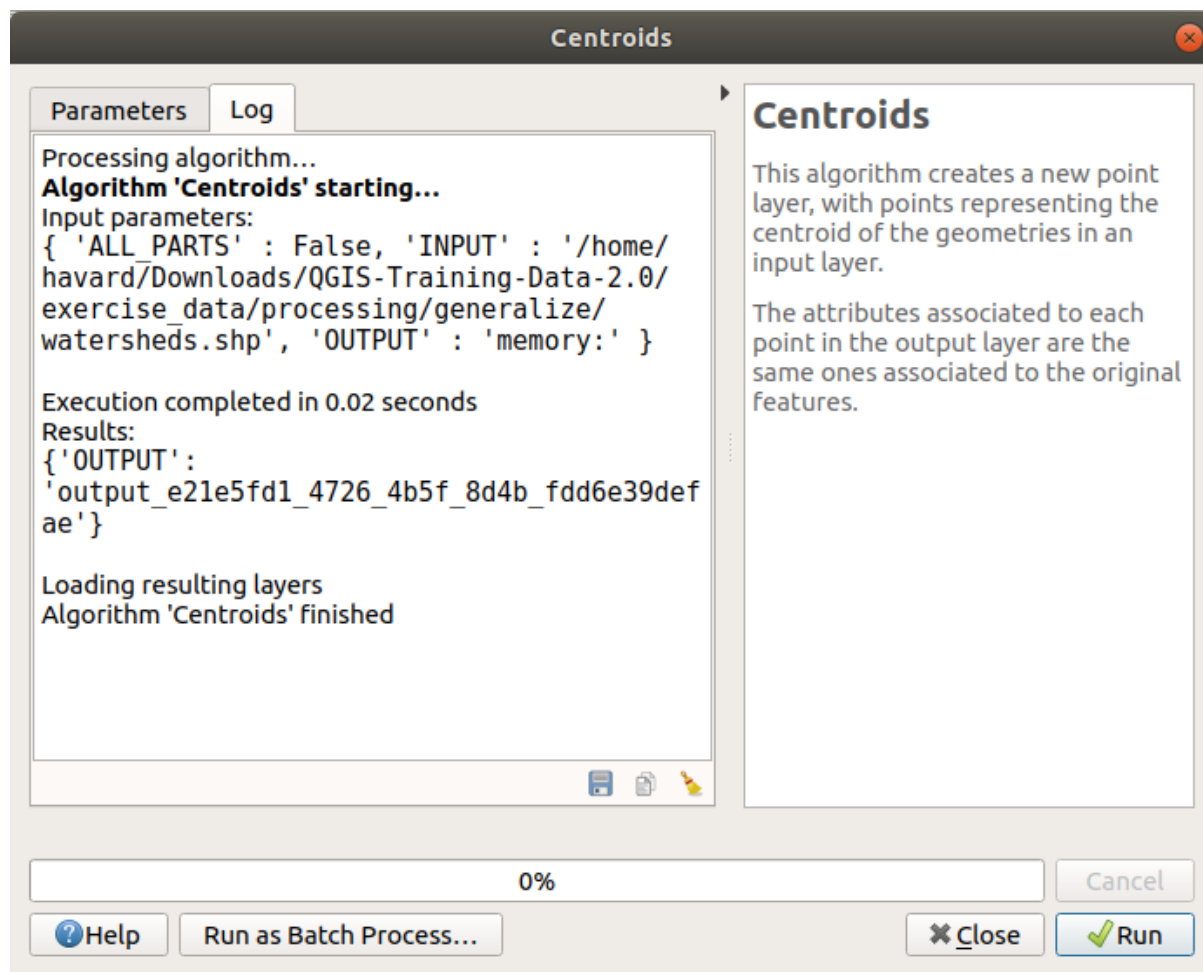 Centroids
Parameters
Log
Processing algorithm…
Algorithm 'Centroids' starting…
Input parameters:
{ 'ALL_PARTS' : False, 'INPUT' : '/home/
havard/Downloads/QGIS-Training-Data-2.0/
exercise_data/processing/generalize/
watersheds.shp', 'OUTPUT' : 'memory:' }
Execution completed in 0.02 seconds
Results:
{'OUTPUT':
'output_e21e5fd1_4726_4b5f_8d4b_fdd6e39def
ae'}
Loading resulting layers
Algorithm 'Centroids' finished
Centroids
This algorithm creates a new point
layer, with points representing the
centroid of the geometries in an
input layer.
The attributes associated to each
point in the output layer are the
same ones associated to the original
features.
0%
Cancel
Help
Run as Batch Process…
Close
Run